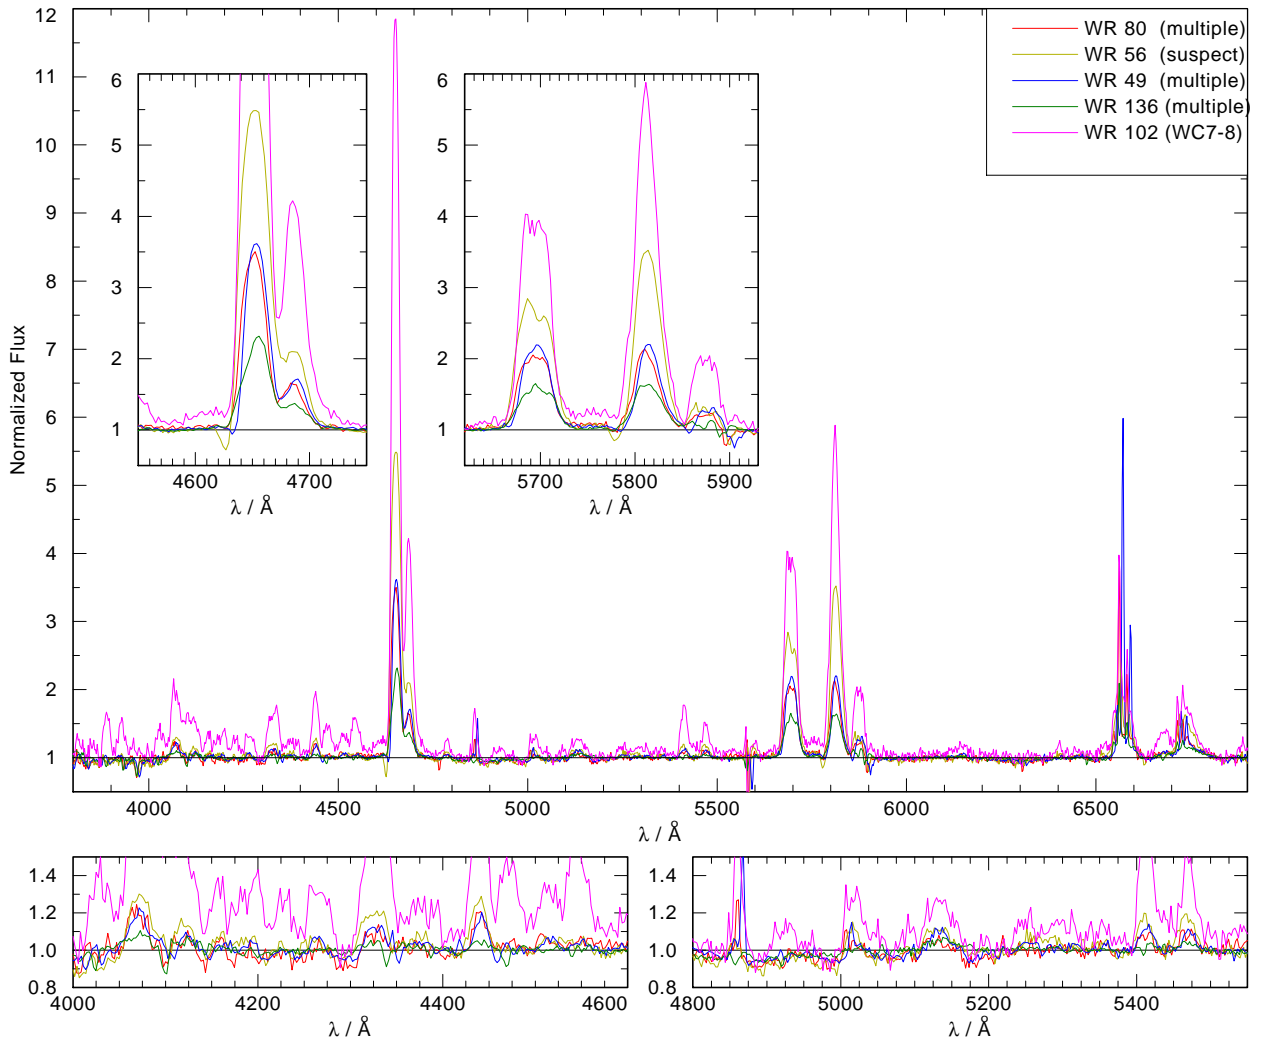 12
11
10
9
8
7
6
5
4
3
2
1
Normalized Flux
4000 4500 5000 5500 6000 6500
λ / Å
WR 80 (multiple)
WR 56 (suspect)
WR 49 (multiple)
WR 136 (multiple)
WR 102 (WC7-8)
6
5
4
3
2
1
4600 4700
λ / Å
6
5
4
3
2
1
5700 5800 5900
λ / Å
1.4
1.2
1.0
0.8
4000 4200 4400 4600
λ / Å
1.4
1.2
1.0
0.8
4800 5000 5200 5400
λ / Å